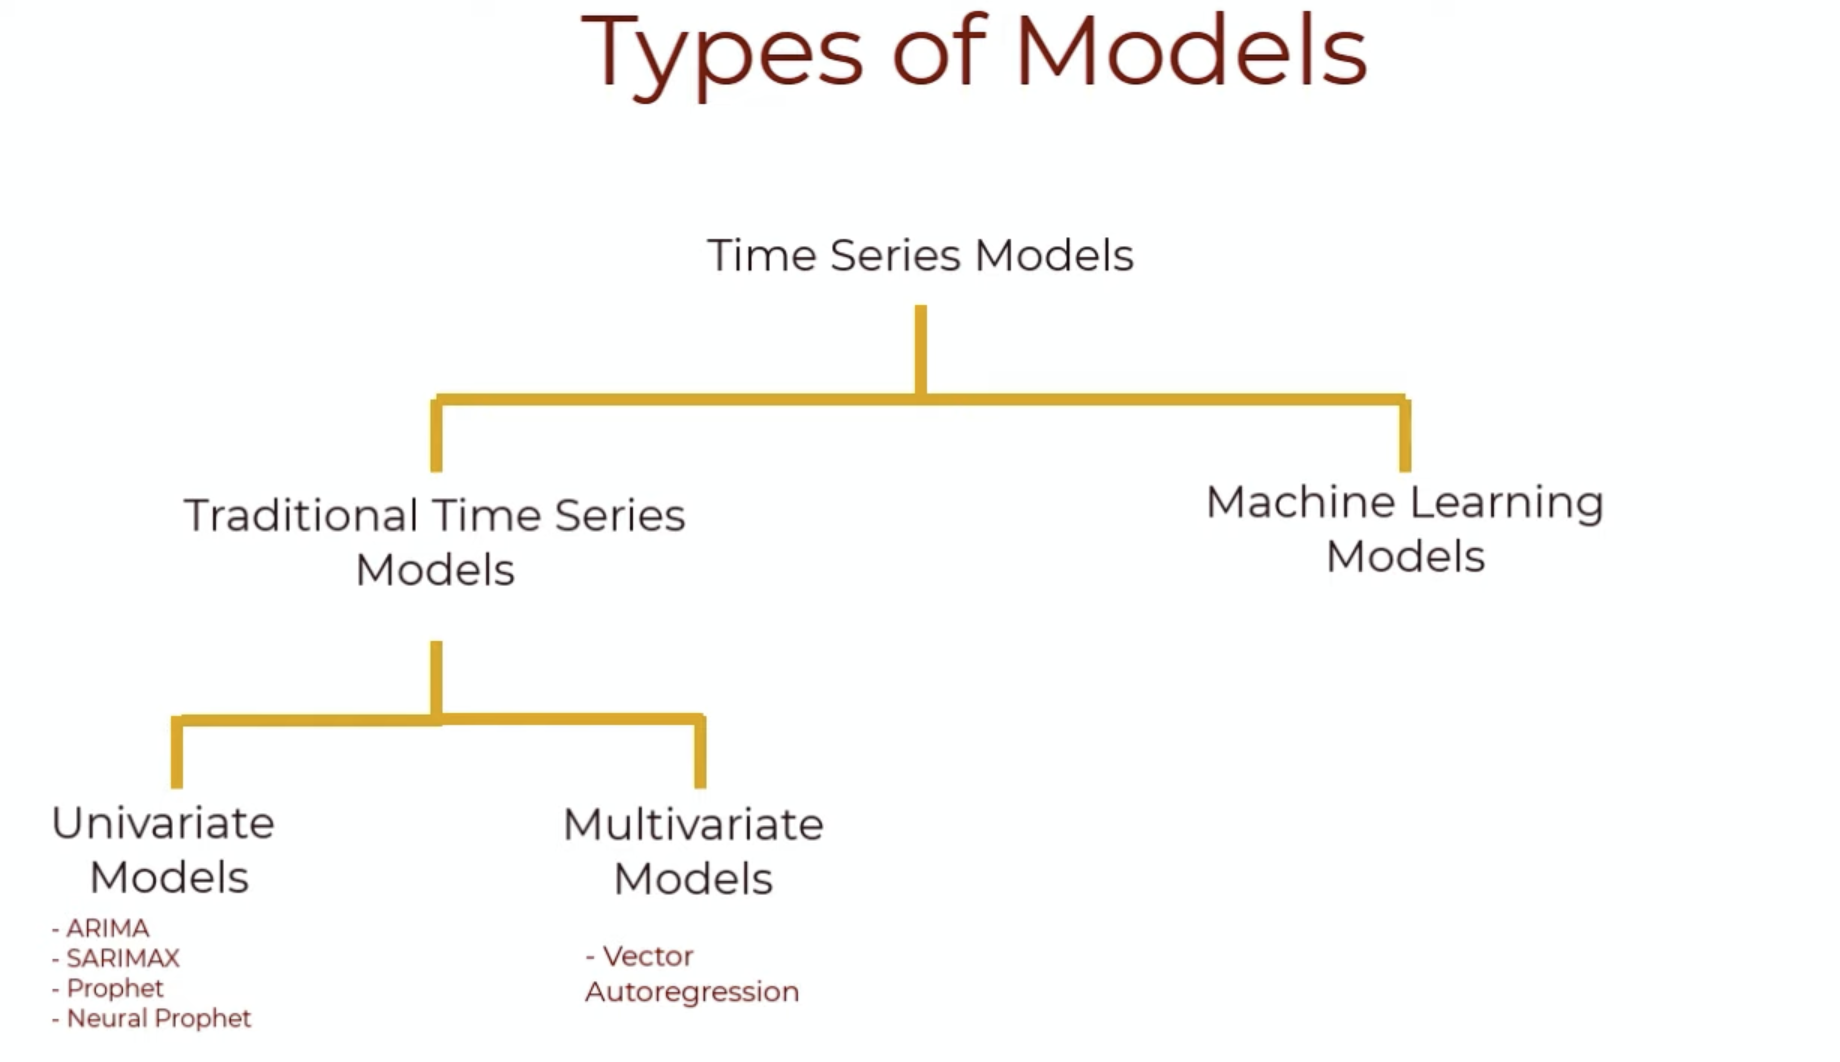 Types of Models
Time Series Models
Traditional Time Series
Models
Machine Learning
Models
Univariate
Models
- ARIMA
- SARIMAX
- Prophet
- Neural Prophet
Multivariate
Models
- Vector
Autoregression